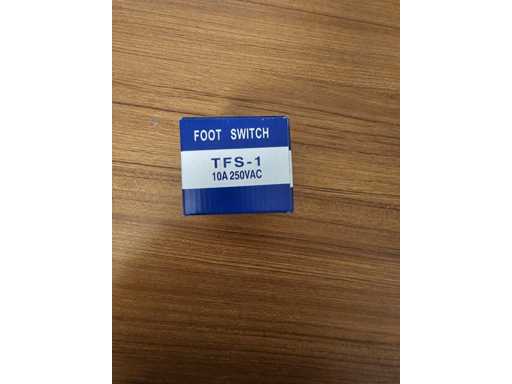 FOOT SWITCH
TFS-1
10A 250VAC